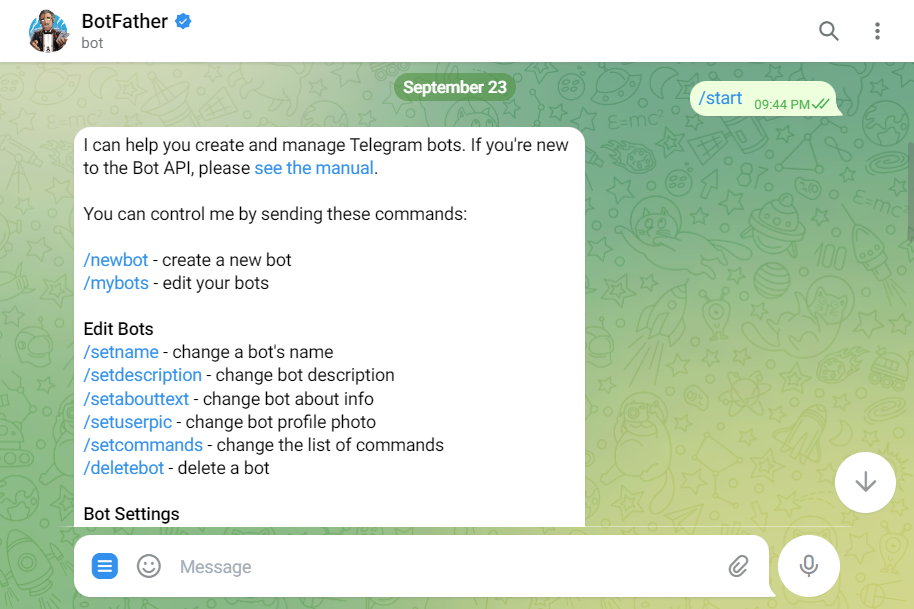 BotFather
bot
September 23
/start 09:44 PM
I can help you create and manage Telegram bots. If you're new
to the Bot API, please see the manual.
You can control me by sending these commands:
/newbot - create a new bot
/mybots - edit your bots
Edit Bots
/setname - change a bot's name
/setdescription - change bot description
/setabouttext - change bot about info
/setuserpic - change bot profile photo
/setcommands - change the list of commands
/deletebot - delete a bot
Bot Settings
Message